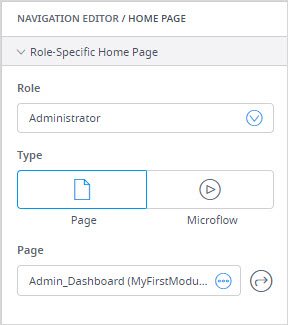 NAVIGATION EDITOR / HOME PAGE
Role-Specific Home Page
Role
Administrator
Type
Page
Microflow
Page
Admin_Dashboard (MyFirstModu...